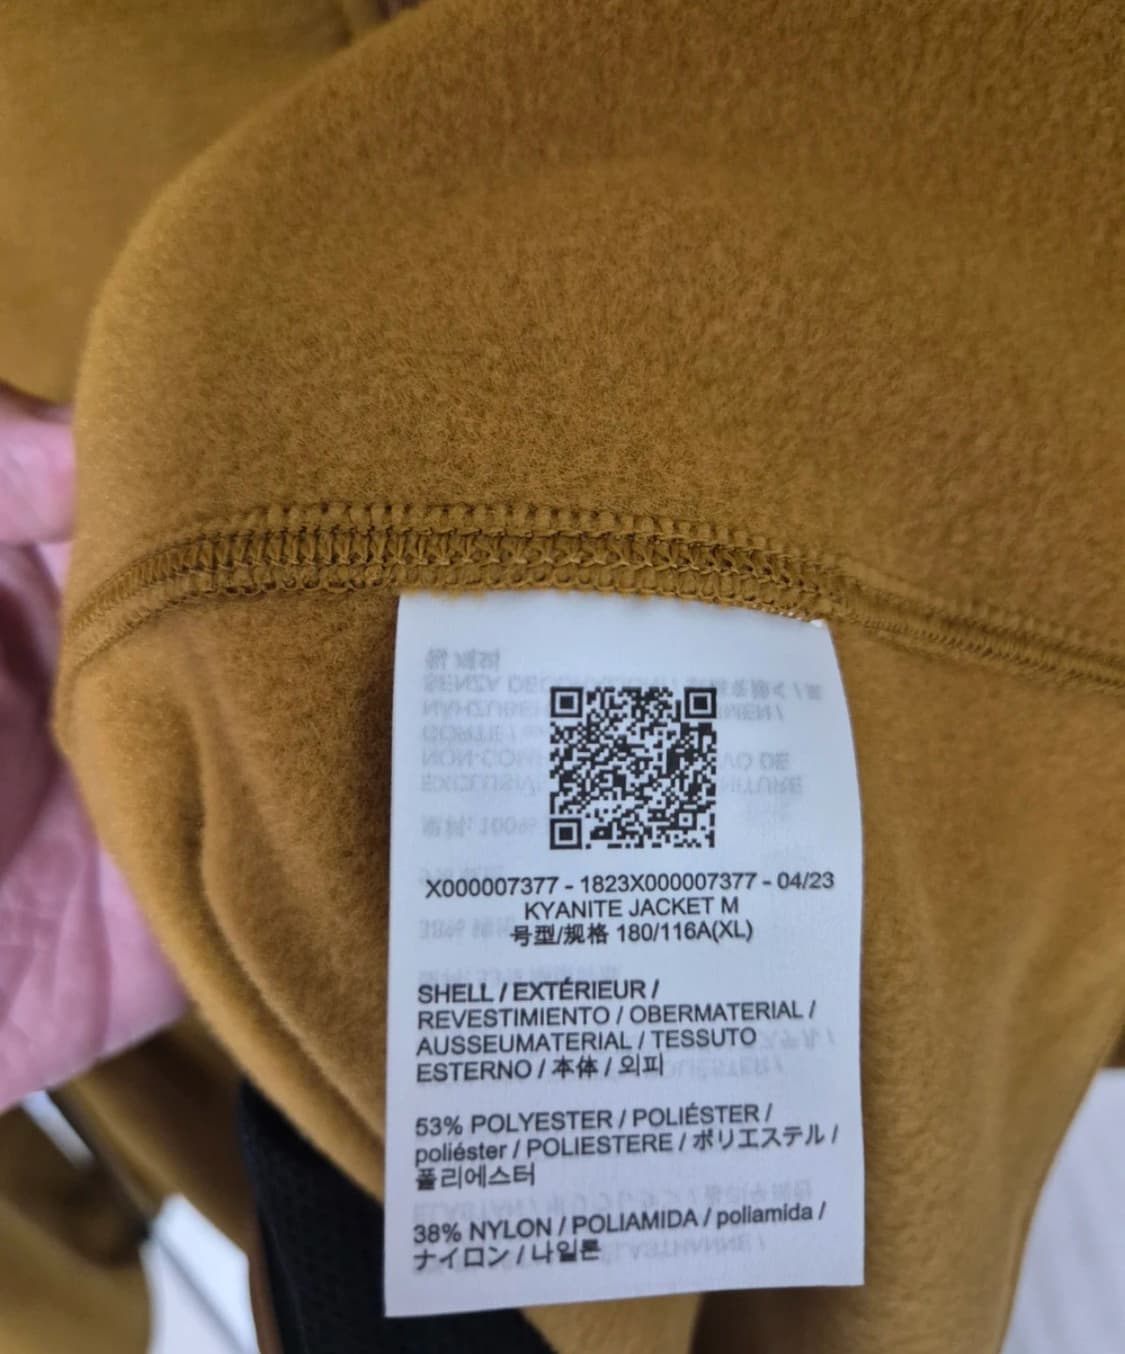 X000007377 - 1823X000007377 - 04/23
KYANITE JACKET M
号型/规格 180/116A(XL)
SHELL / EXTÉRIEUR /
REVESTIMIENTO / OBERMATERIAL /
AUSSEUMATERIAL / TESSUTO
ESTERNO / 本体 / 외피
53% POLYESTER / POLIÉSTER /
poliéster / POLIESTERE / ポリエステル /
폴리에스터
38% NYLON / POLIAMIDA / poliamida /
ナイロン / 나일론